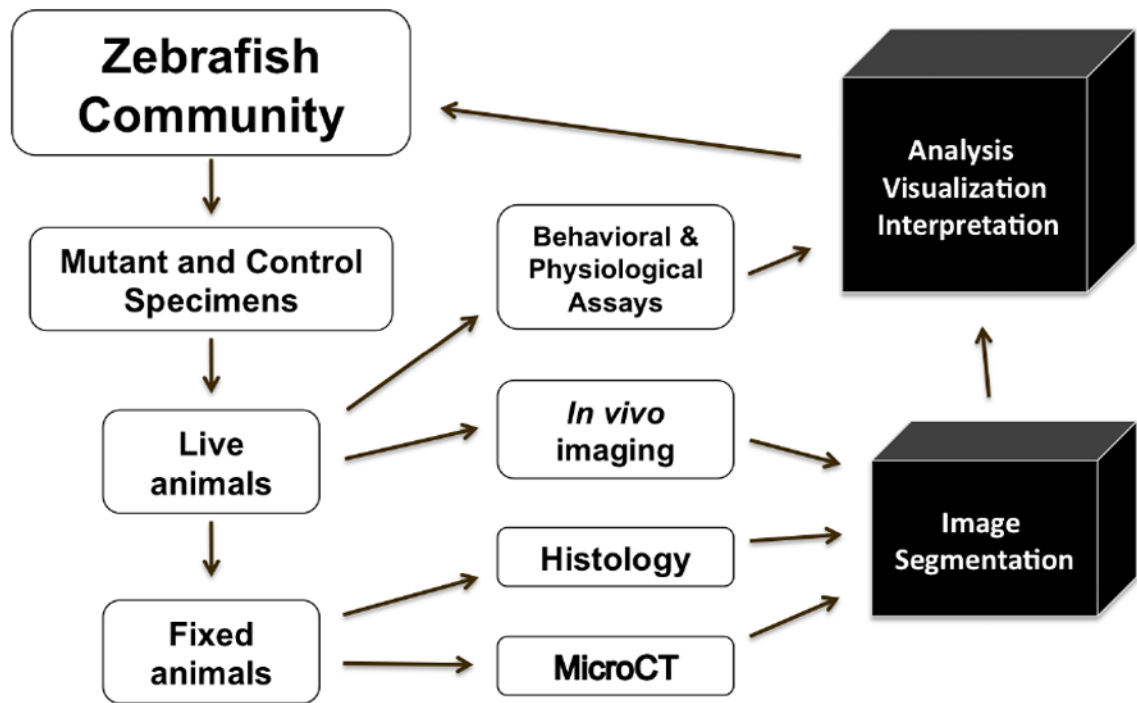 Zebrafish
Community
Mutant and Control
Specimens
Live
animals
Fixed
animals
Behavioral &
Physiological
Assays
In vivo
imaging
Histology
MicroCT
Analysis
Visualization
Interpretation
Image
Segmentation